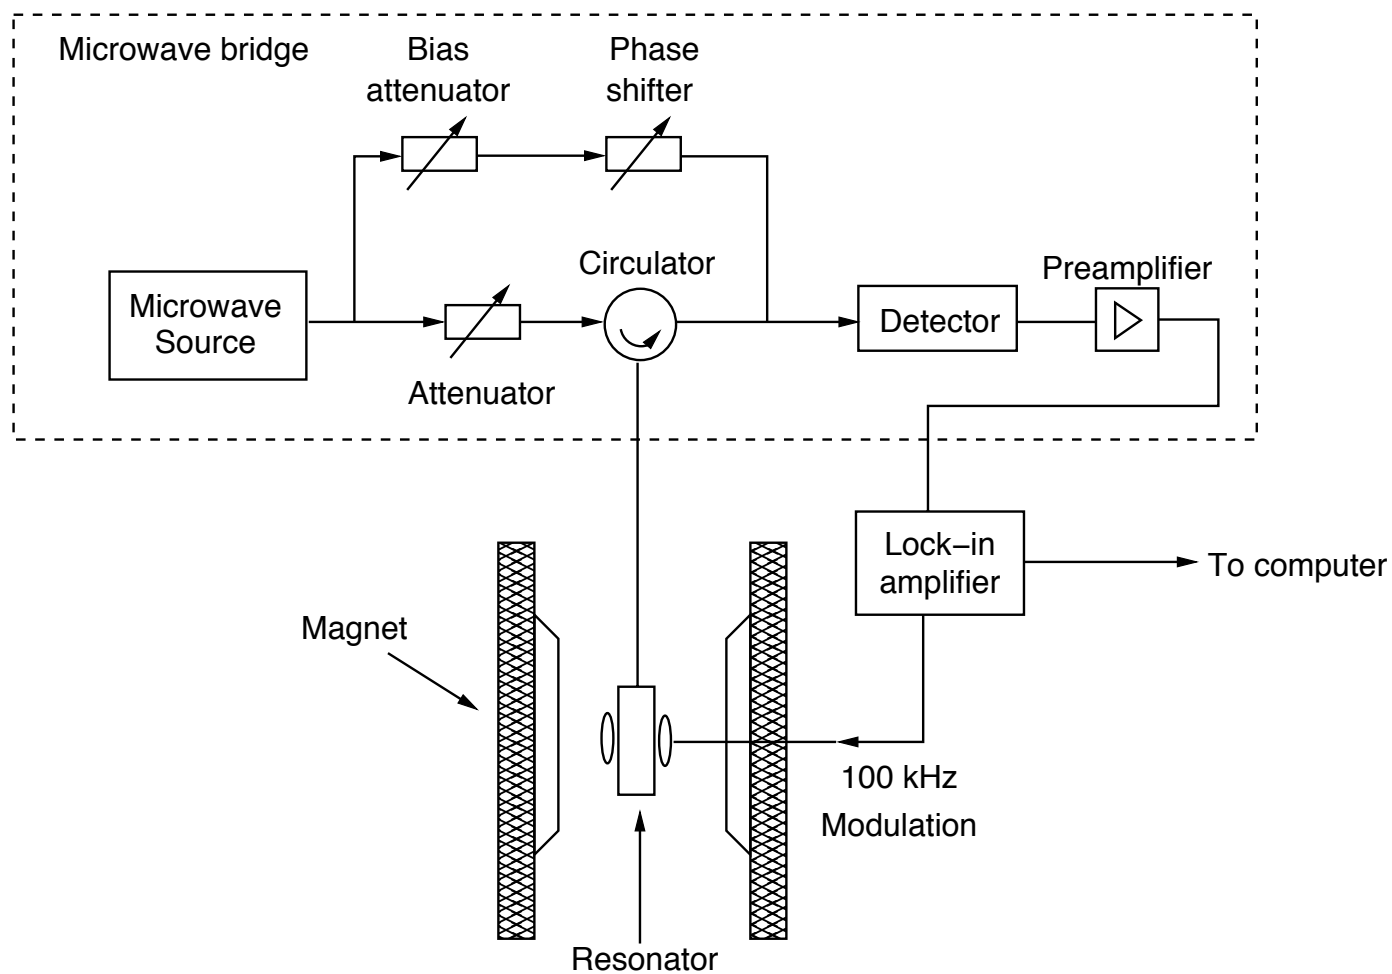 Microwave bridge
Bias
attenuator
Phase
shifter
Circulator
Preamplifier
Microwave
Source
Detector
Attenuator
Lock−in
amplifier
To computer
Magnet
100 kHz
Modulation
Resonator